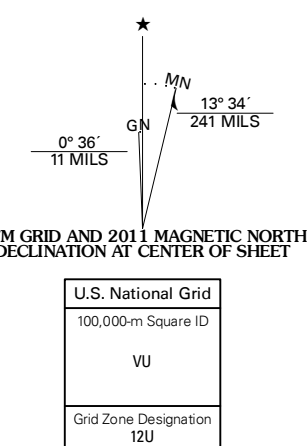 ★
MN
GN
13° 34´
241 MILS
0° 36´
11 MILS
M GRID AND 2011 MAGNETIC NORTH
DECLINATION AT CENTER OF SHEET
U.S. National Grid
100,000-m Square ID
VU
Grid Zone Designation
12U